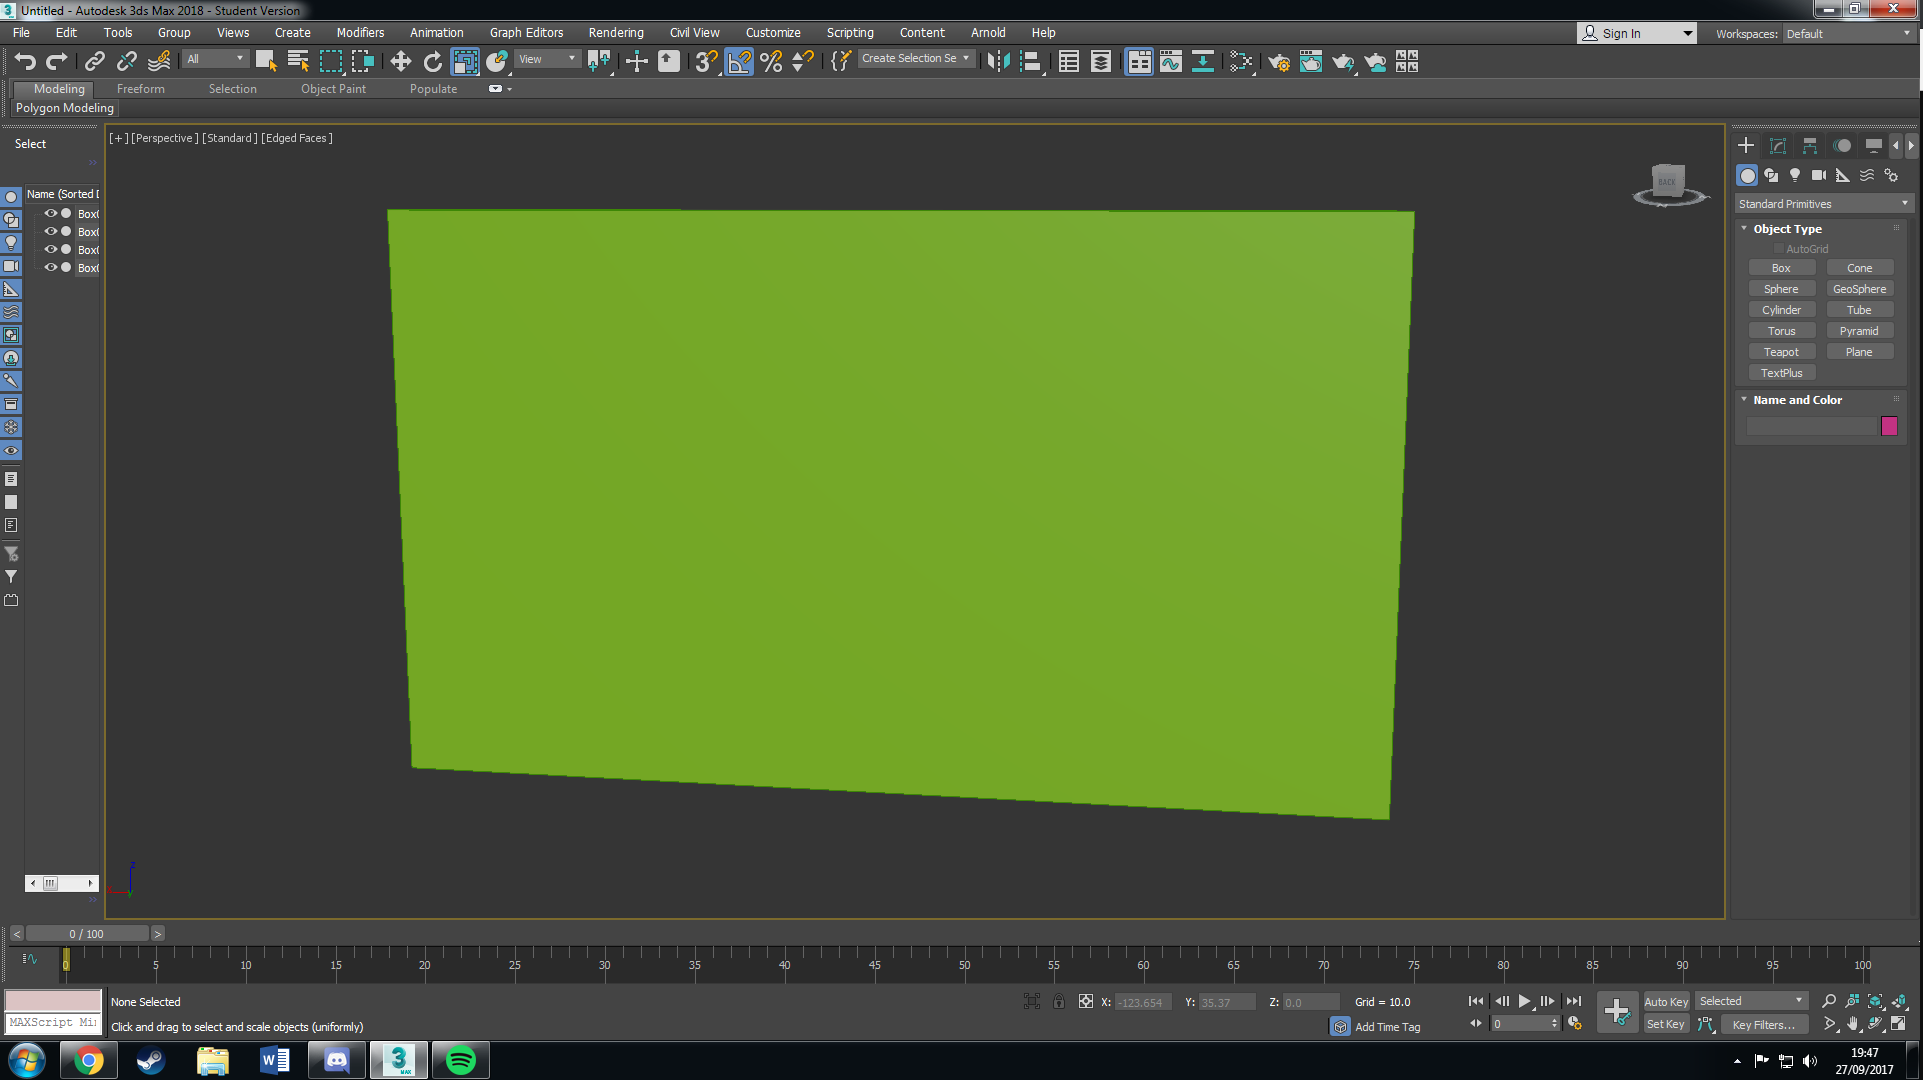 Untitled - Autodesk 3ds Max 2018 - Student Version
File Edit Tools Group Views Create Modifiers Animation Graph Editors Rendering Civil View Customize Scripting Content Arnold Help
Sign In
Workspaces: Default
All
View
Create Selection Se
Modeling Freeform Selection Object Paint Populate
Polygon Modeling
Select
[+] [Perspective] [Standard] [Edged Faces]
Name (Sorted
Box
Box
Box
Box
BACK
Standard Primitives
Object Type
AutoGrid
Box Cone
Sphere GeoSphere
Cylinder Tube
Torus Pyramid
Teapot Plane
TextPlus
Name and Color
z
< 0 / 100 >
0 5 10 15 20 25 30 35 40 45 50 55 60 65 70 75 80 85 90 95 100
None Selected
X: -123.654 Y: 35.37 Z: 0.0 Grid = 10.0
Auto Key Selected
MAXScript Mi
Click and drag to select and scale objects (uniformly)
Add Time Tag
0
Set Key Key Filters...
3
MAX
19:47
27/09/2017